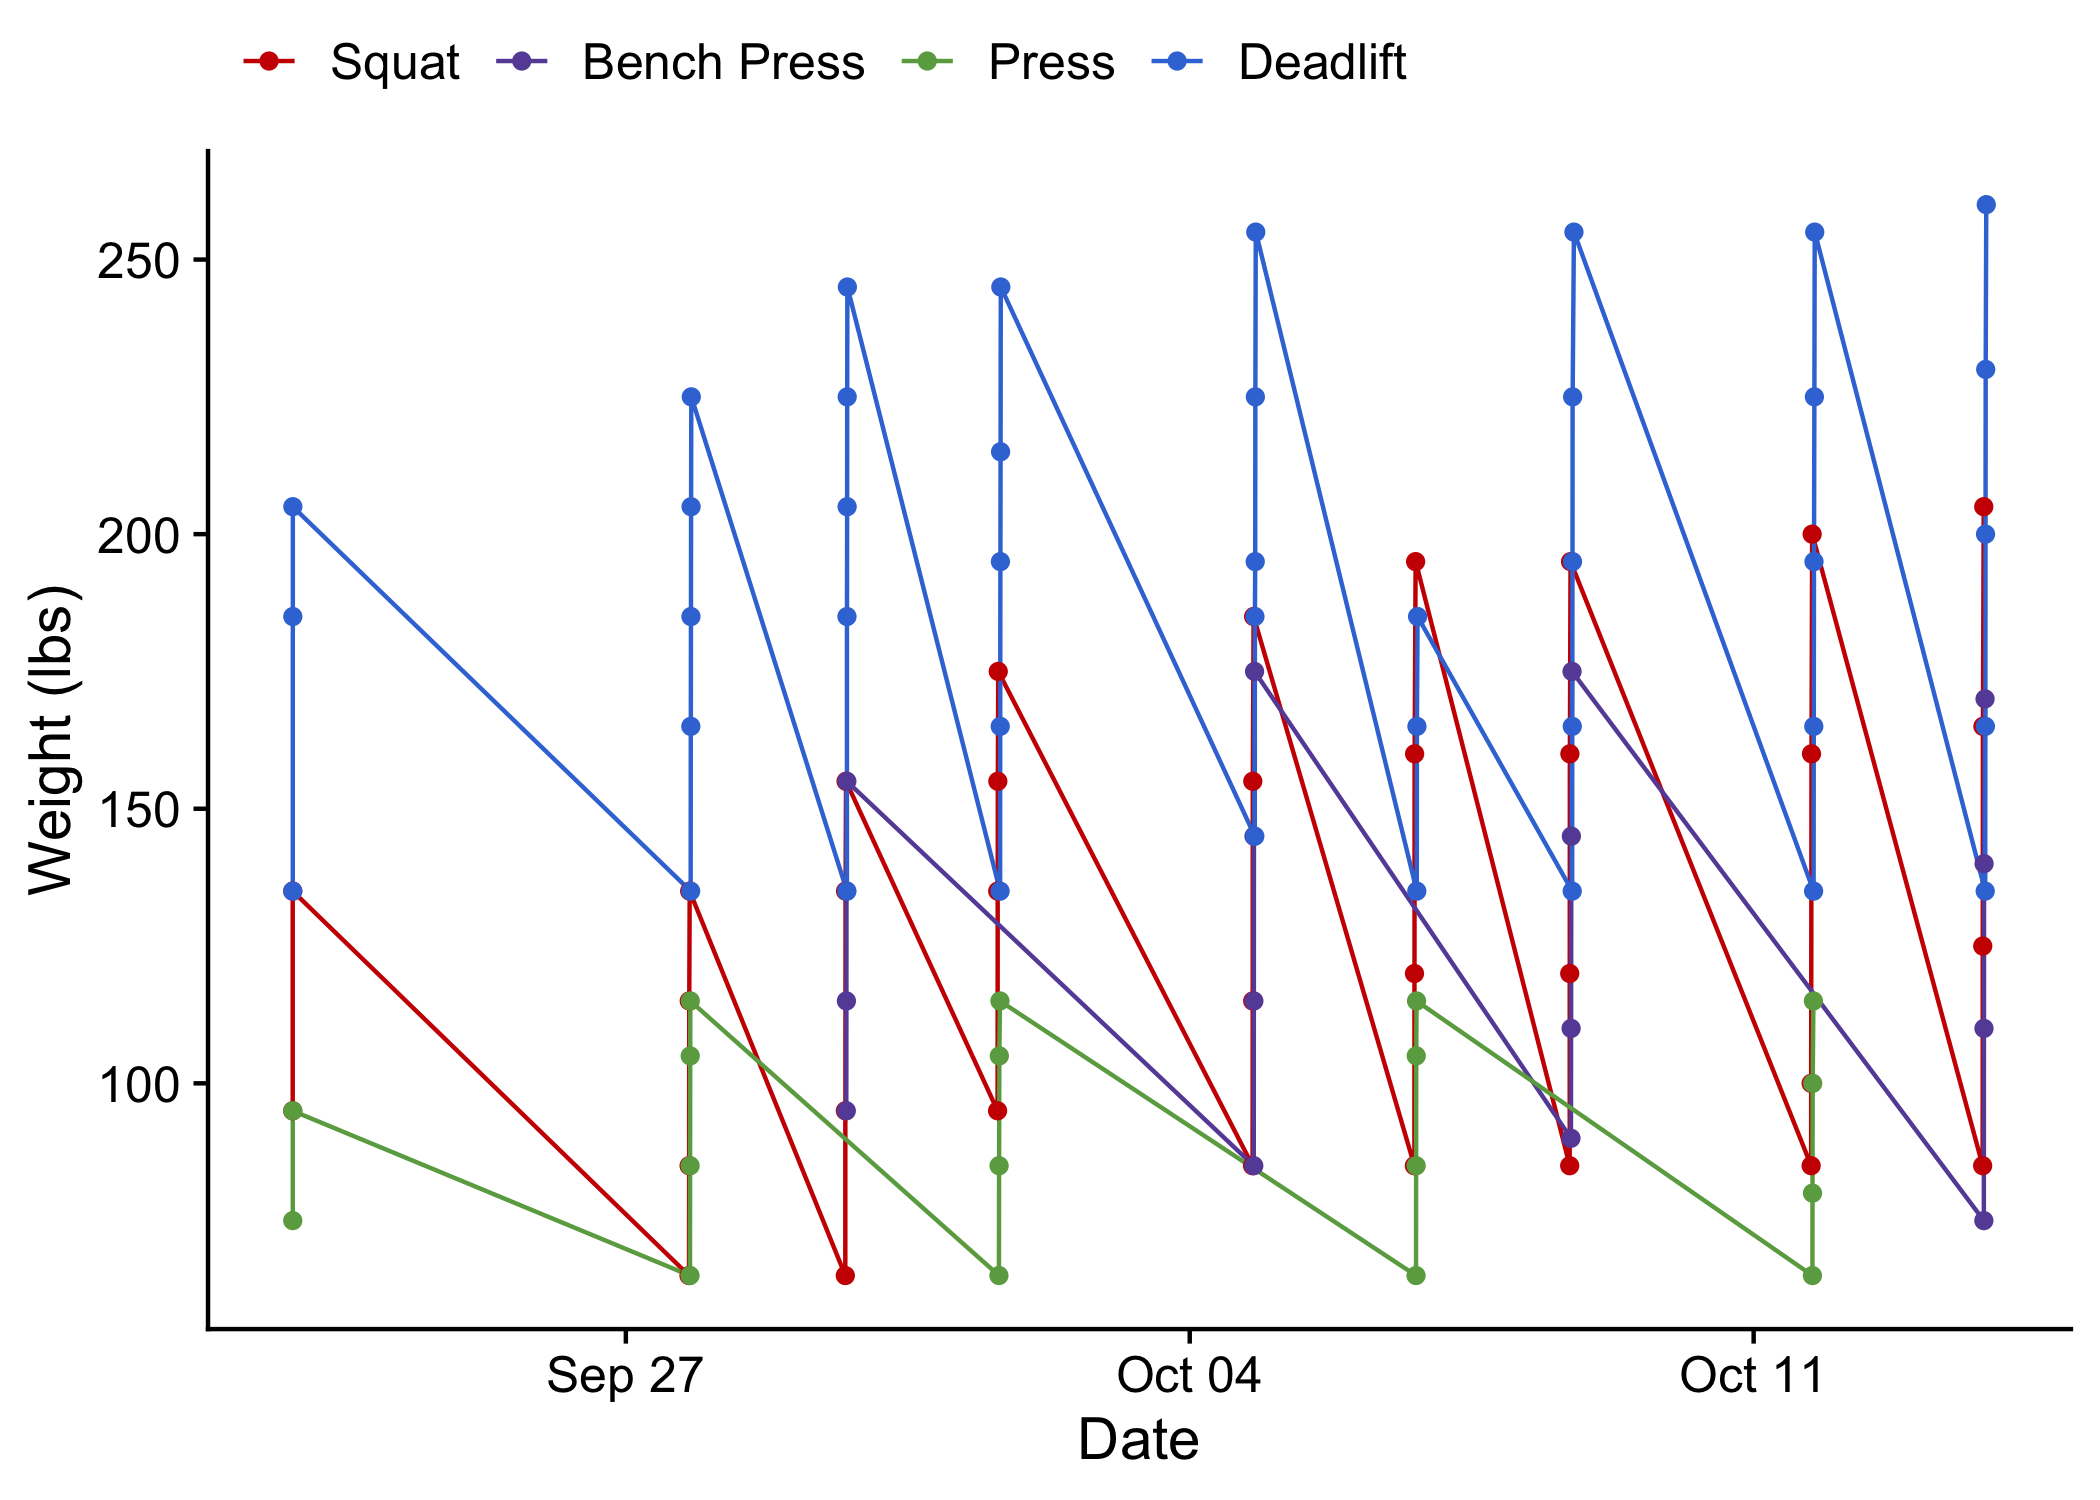 Squat Bench Press Press Deadlift
Weight (lbs)
250
200
150
100
Sep 27 Oct 04 Oct 11
Date